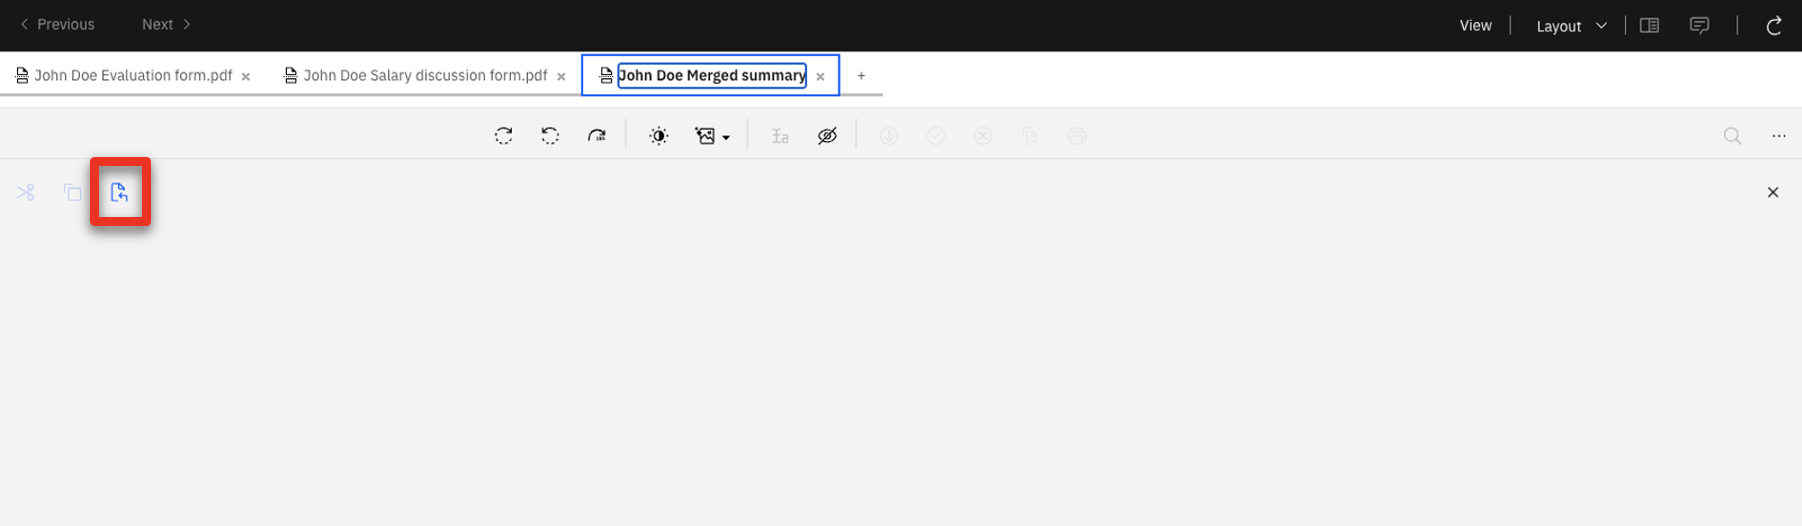 Previous Next View Layout
John Doe Evaluation form.pdf × John Doe Salary discussion form.pdf × John Doe Merged summary × +